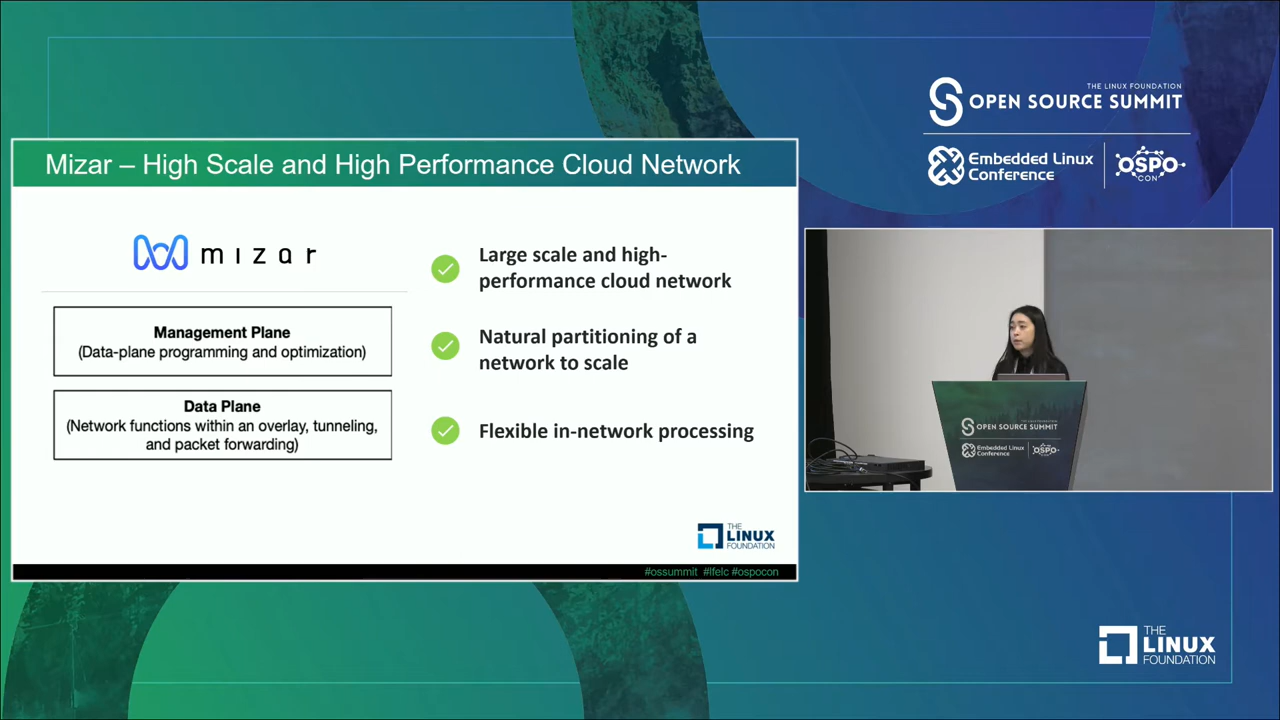 THE LINUX FOUNDATION
OPEN SOURCE SUMMIT
Embedded Linux
Conference
OSPO
CON
Mizar – High Scale and High Performance Cloud Network
mizar
Management Plane
(Data-plane programming and optimization)
Data Plane
(Network functions within an overlay, tunneling,
and packet forwarding)
Large scale and high-
performance cloud network
Natural partitioning of a
network to scale
Flexible in-network processing
THE
LINUX
FOUNDATION
#ossummit #lfelc #ospocon
OPEN SOURCE SUMMIT
Embedded Linux
Conference
OSPO
CON
THE
LINUX
FOUNDATION